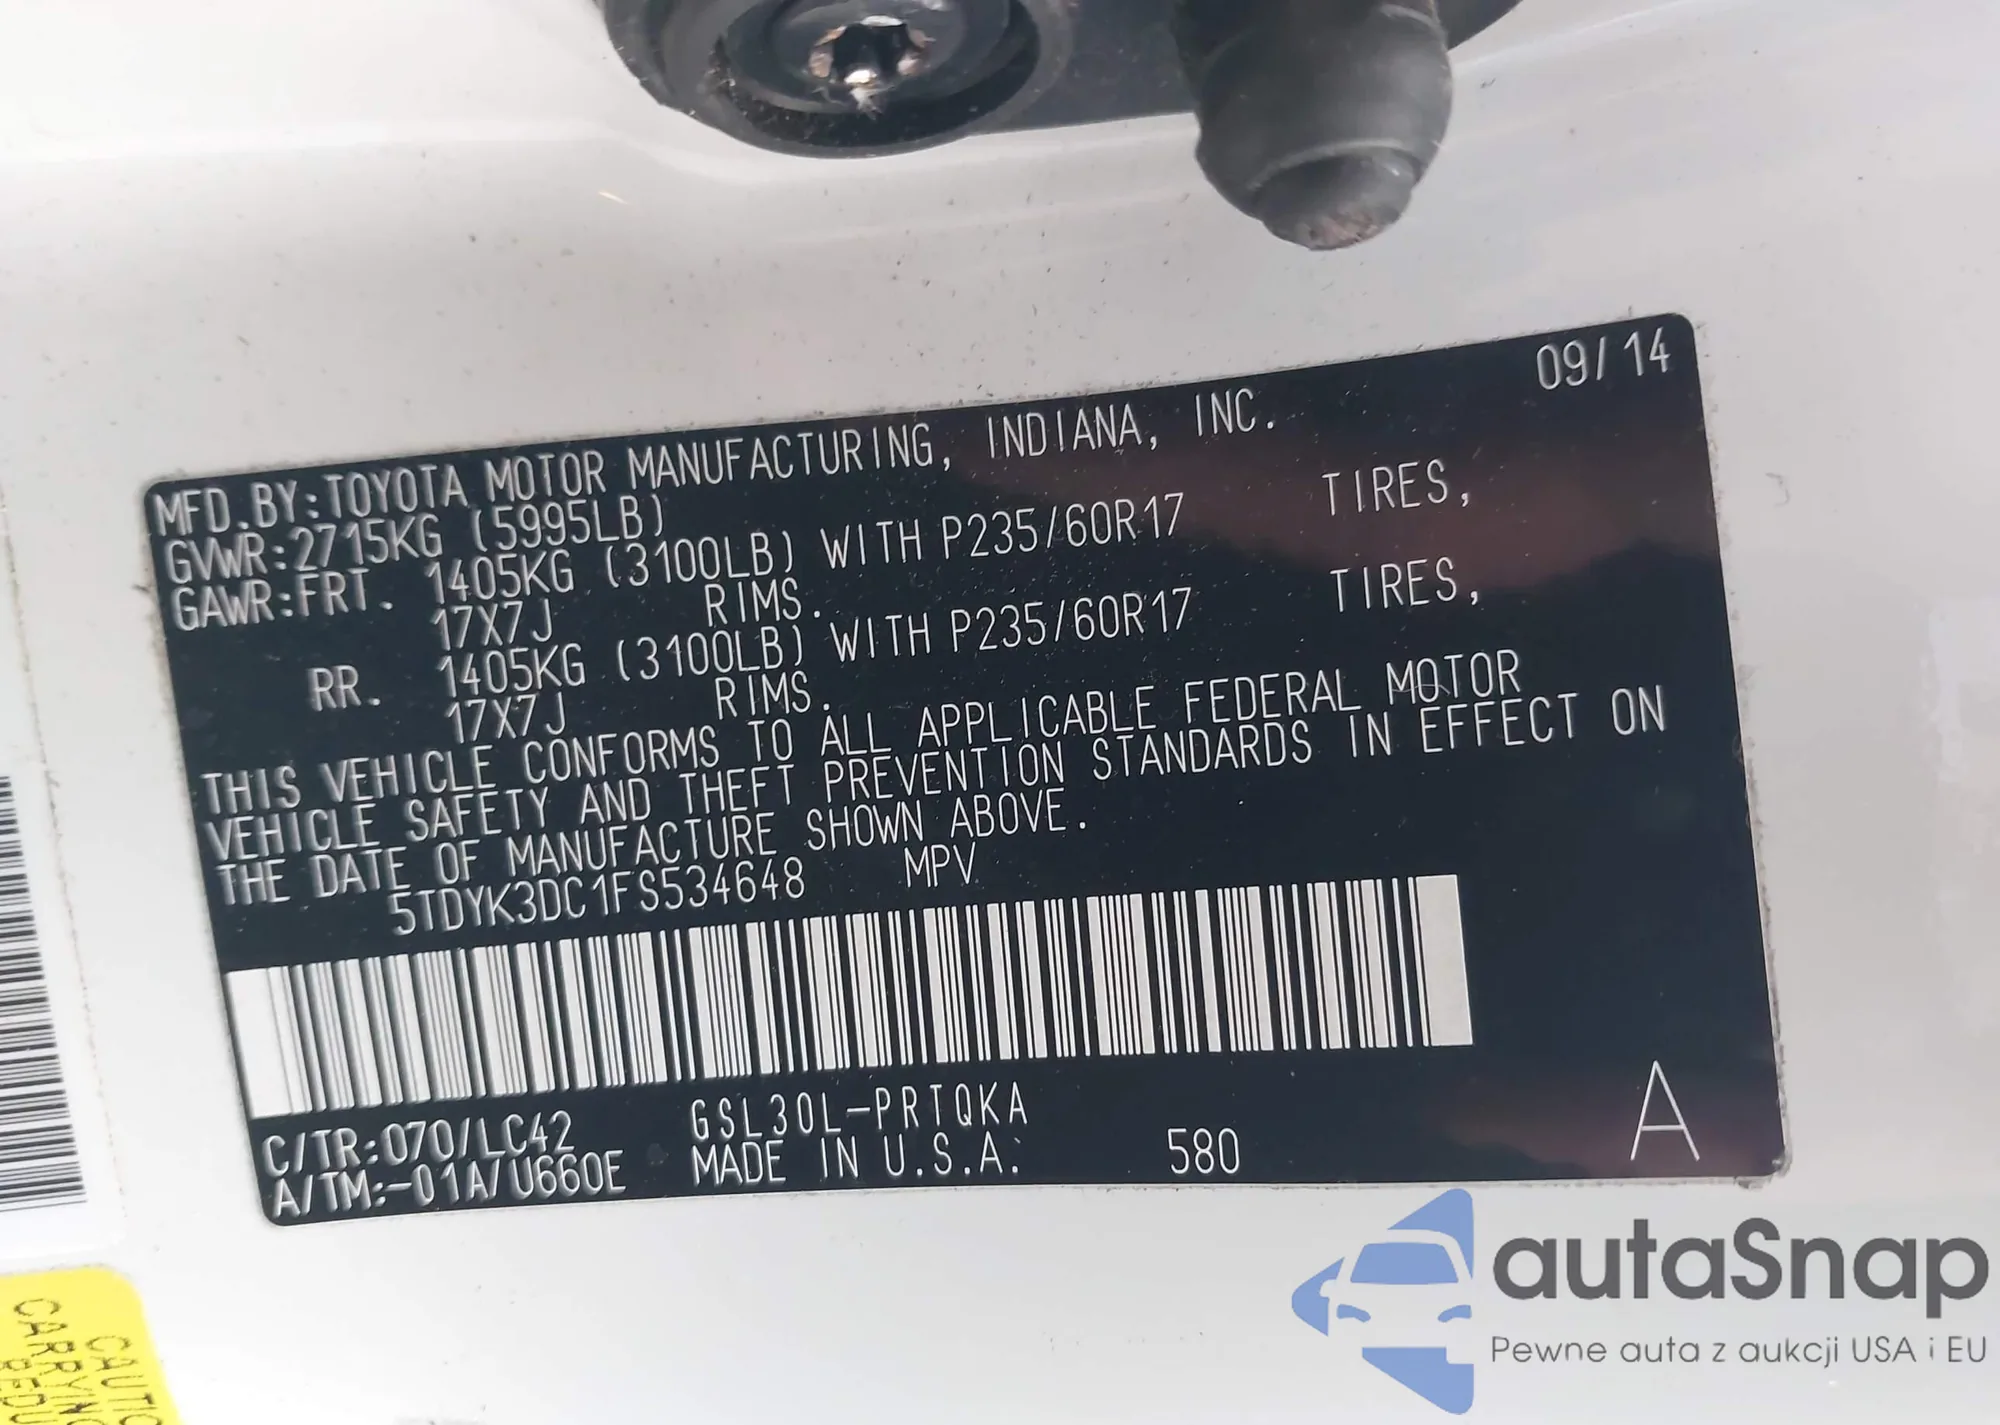 09/14
MFD.BY:TOYOTA MOTOR MANUFACTURING, INDIANA, INC.
GVWR:2715KG (5995LB)
GAWR:FRT. 1405KG (3100LB) WITH P235/60R17 TIRES,
17X7J RIMS.
RR. 1405KG (3100LB) WITH P235/60R17 TIRES,
17X7J RIMS.
THIS VEHICLE CONFORMS TO ALL APPLICABLE FEDERAL MOTOR
VEHICLE SAFETY AND THEFT PREVENTION STANDARDS IN EFFECT ON
THE DATE OF MANUFACTURE SHOWN ABOVE.
5TDYK3DC1FS534648 MPV
C/TR:070/LC42 GSL30L-PRTQKA
A/TM:-01A/U660E MADE IN U.S.A. 580 A
autaSnap
Pewne auta z aukcji USA i EU